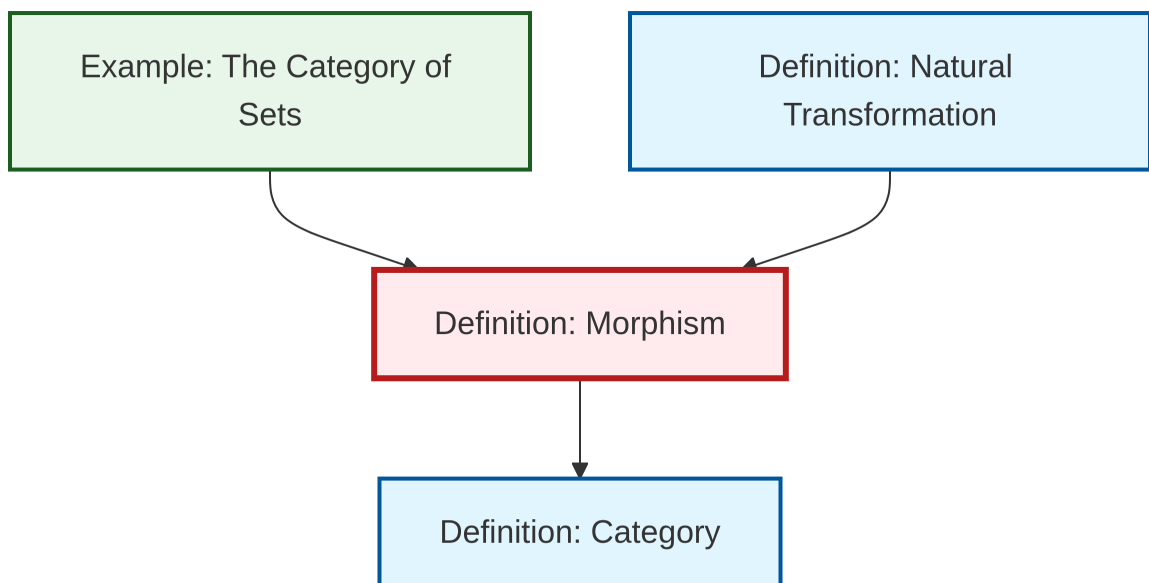 Example: The Category of
Sets
Definition: Natural
Transformation
Definition: Morphism
Definition: Category